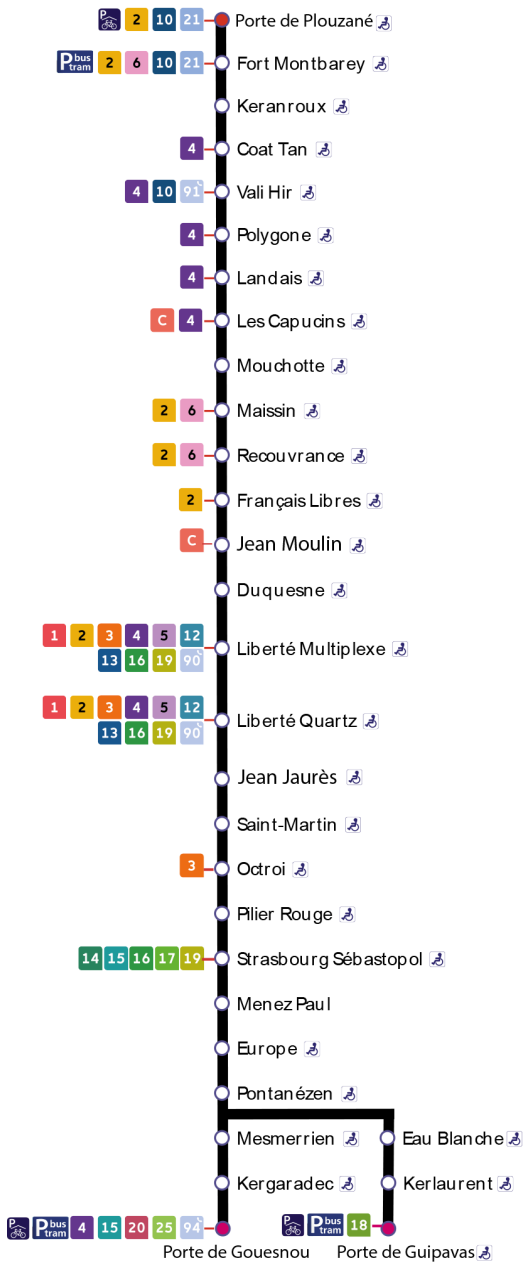 P 2 10 21 Porte de Plouzané
P bus tram 2 6 10 21 Fort Montbarey
Keranroux
4 Coat Tan
4 10 91 Vali Hir
4 Polygone
4 Landais
C 4 Les Capucins
Mouchotte
2 6 Maissin
2 6 Recouvrance
2 Français Libres
C Jean Moulin
Duquesne
1 2 3 4 5 12
13 16 19 90 Liberté Multiplexe
1 2 3 4 5 12
13 16 19 90 Liberté Quartz
Jean Jaurès
Saint-Martin
3 Octroi
Pilier Rouge
14 15 16 17 19 Strasbourg Sébastopol
Menez Paul
Europe
Pontanézen
Mesmerrien Eau Blanche
Kergaradec Kerlaurent
P P bus tram 4 15 20 25 94 P P bus tram 18
Porte de Gouesnou Porte de Guipavas